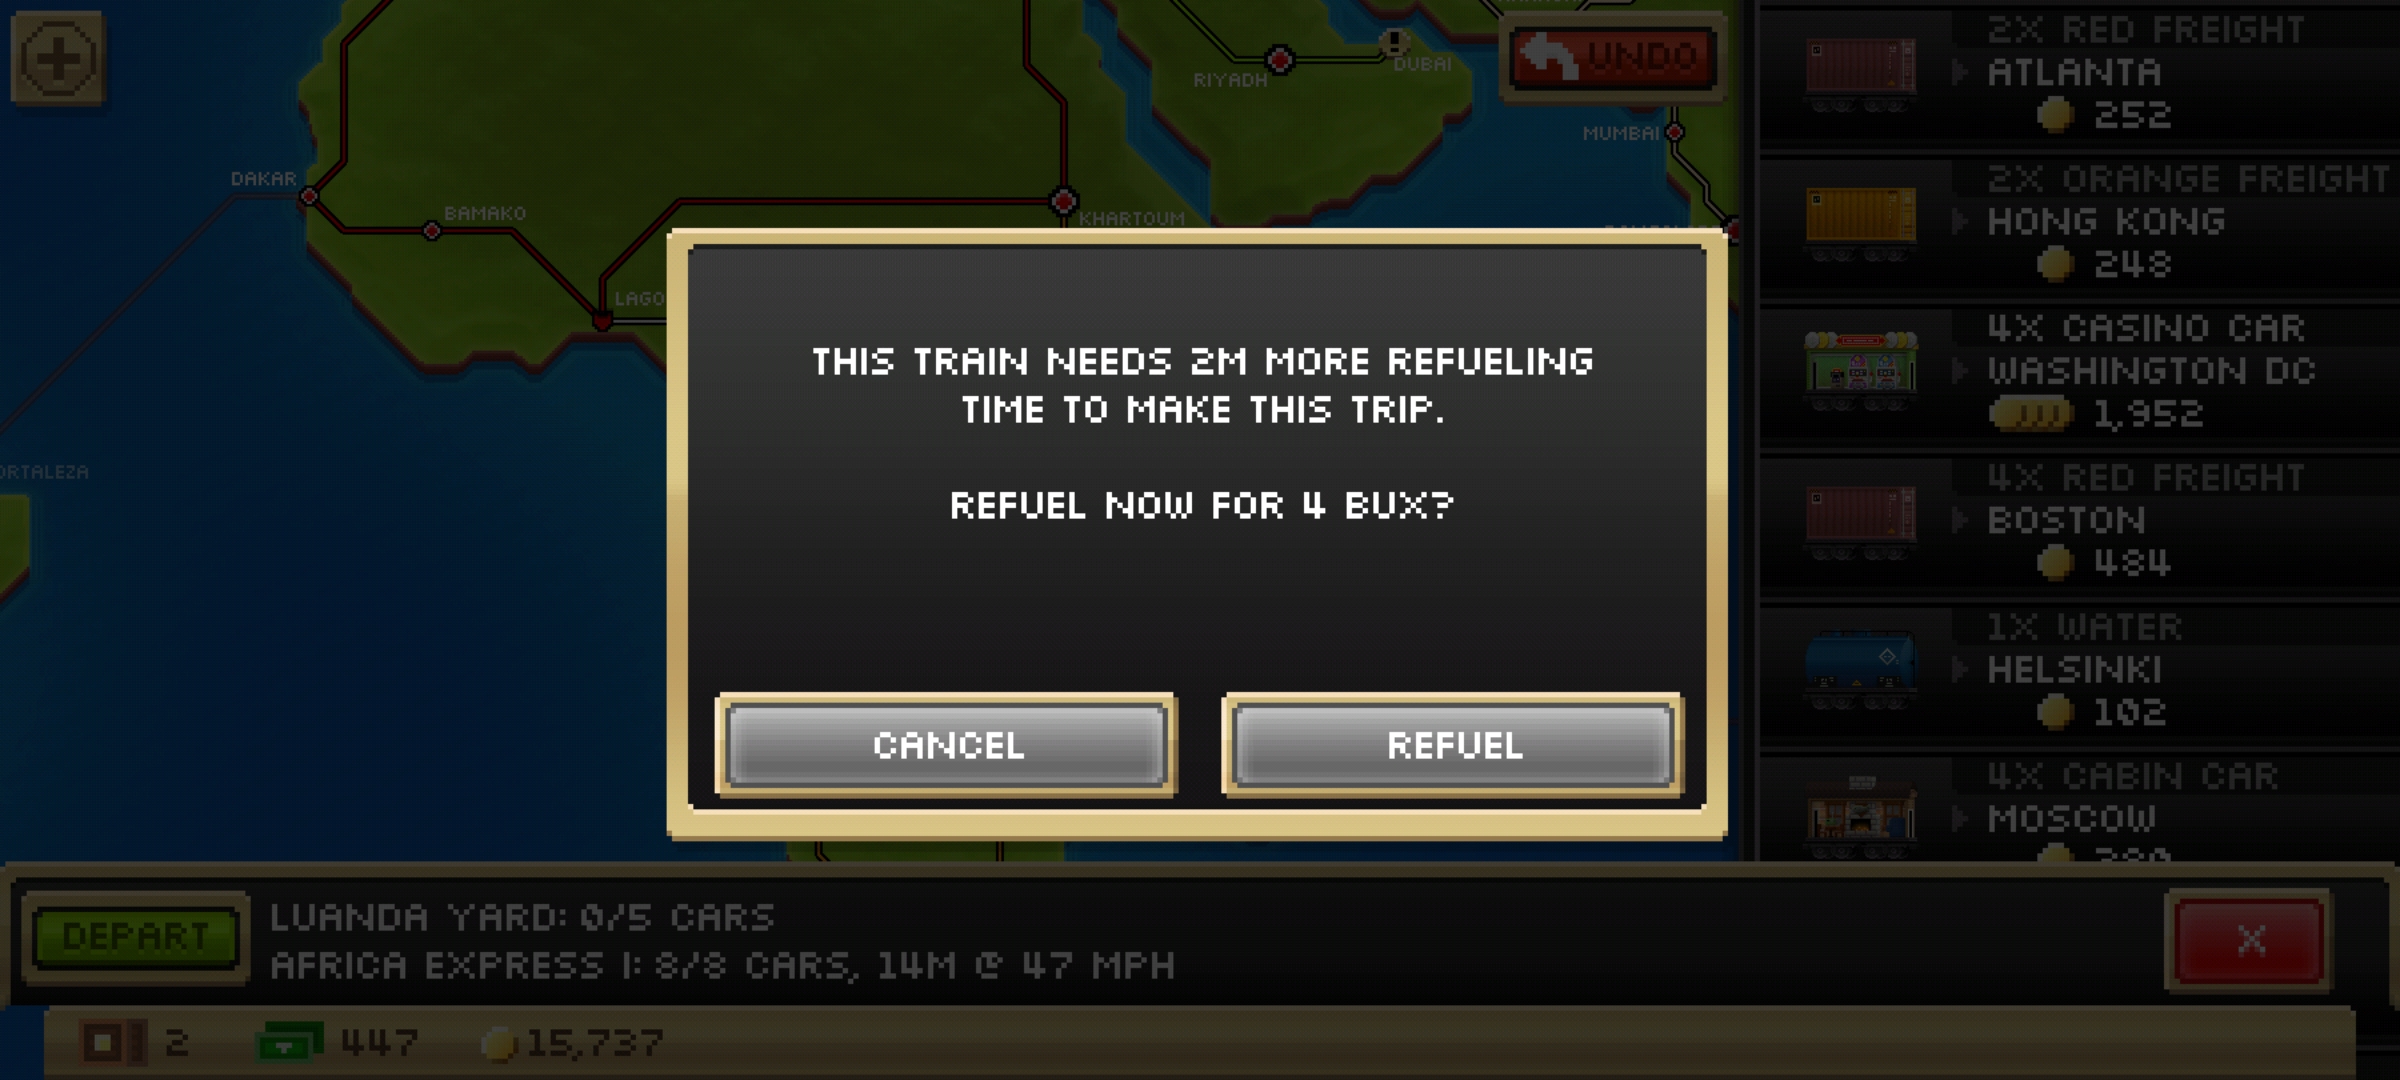 UNDO
RIYADH
DUBAI
MUMBAI
DAKAR
BAMAKO
KHARTOUM
LAGO
ORTALEZA
2X RED FREIGHT
ATLANTA
252
2X ORANGE FREIGHT
HONG KONG
248
4X CASINO CAR
WASHINGTON DC
1,952
4X RED FREIGHT
BOSTON
484
1X WATER
HELSINKI
102
4X CABIN CAR
MOSCOW
THIS TRAIN NEEDS 2M MORE REFUELING
TIME TO MAKE THIS TRIP.
REFUEL NOW FOR 4 BUX?
CANCEL
REFUEL
DEPART
LUANDA YARD: 0/5 CARS
AFRICA EXPRESS I: 8/8 CARS, 14M @ 47 MPH
X
2
447
15,737